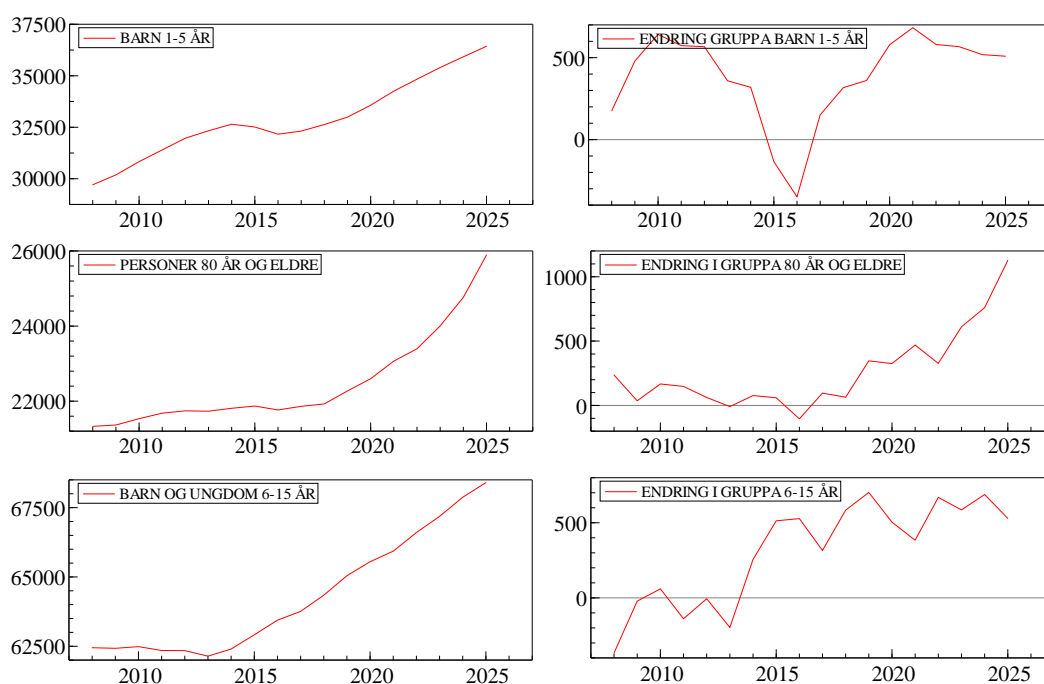 37500
BARN 1-5 ÅR
35000
32500
30000
2010 2015 2020 2025
ENDRING GRUPPA BARN 1-5 ÅR
500
0
2010 2015 2020 2025
26000
PERSONER 80 ÅR OG ELDRE
24000
22000
2010 2015 2020 2025
ENDRING I GRUPPA 80 ÅR OG ELDRE
1000
500
0
2010 2015 2020 2025
BARN OG UNGDOM 6-15 ÅR
67500
65000
62500
2010 2015 2020 2025
ENDRING I GRUPPA 6-15 ÅR
500
0
2010 2015 2020 2025